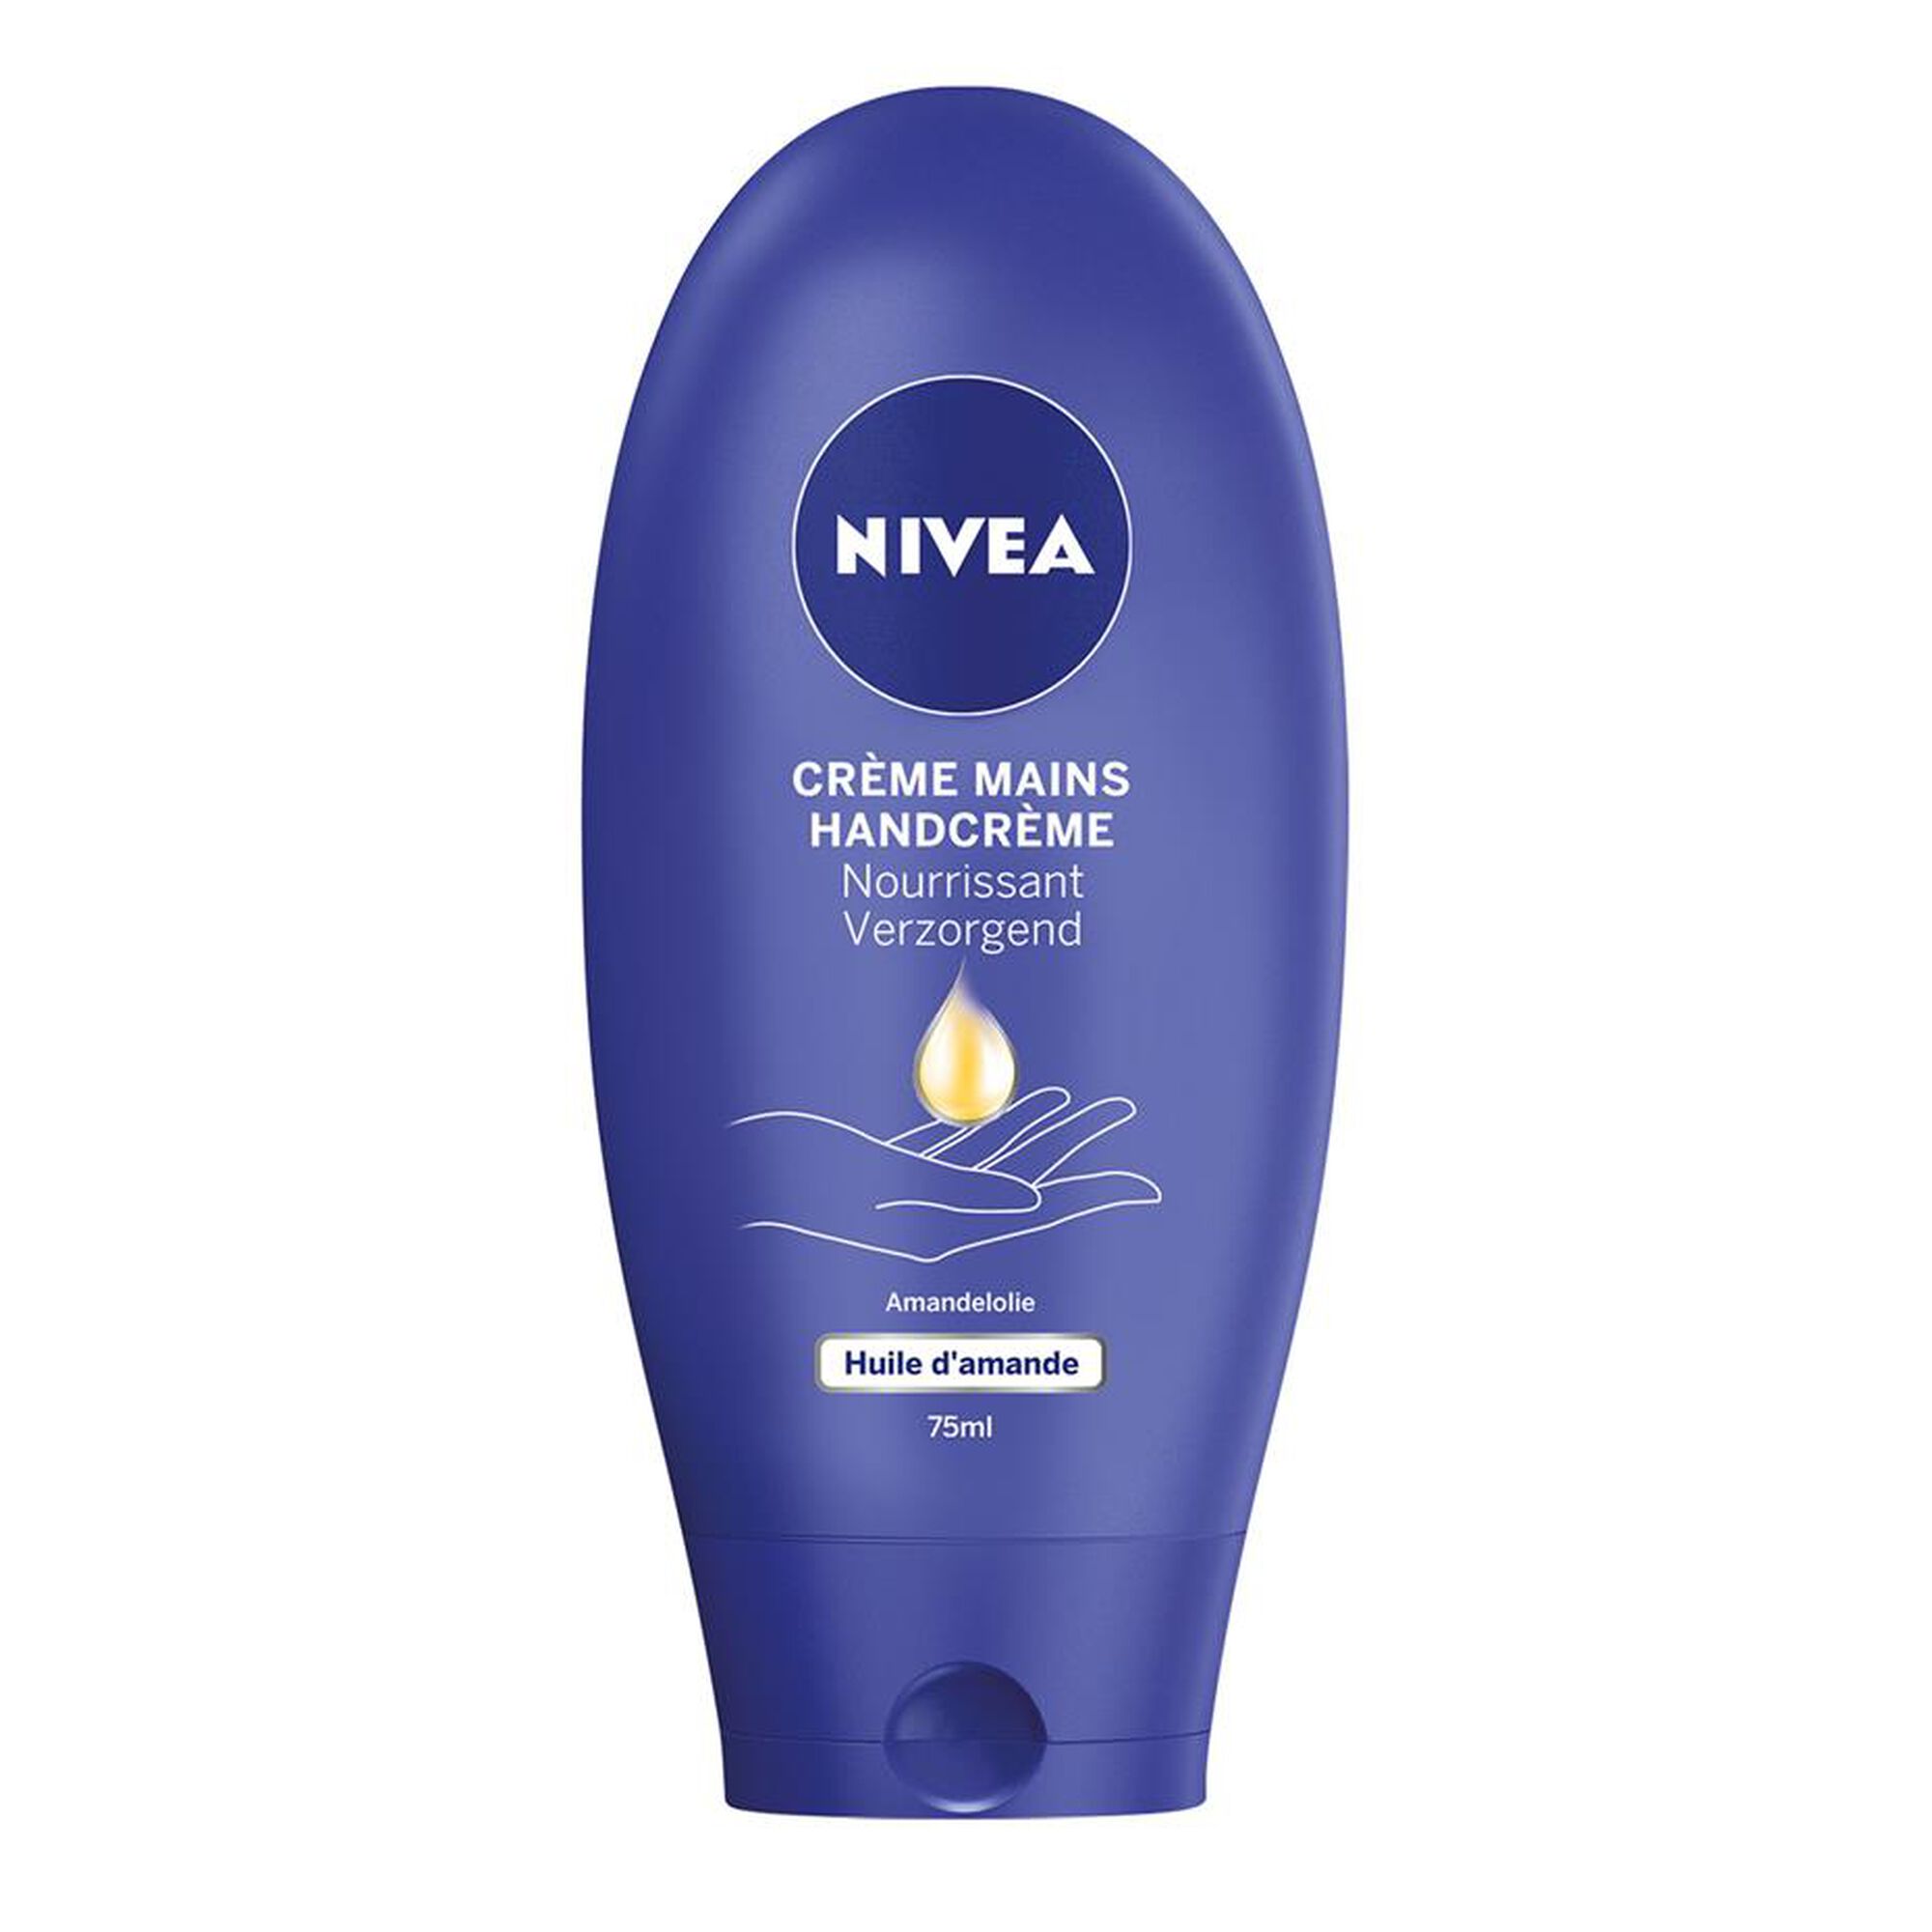 NIVEA
CRÈME MAINS
HANDCRÈME
Nourrissant
Verzorgend
Amandelolie
Huile d'amande
75ml